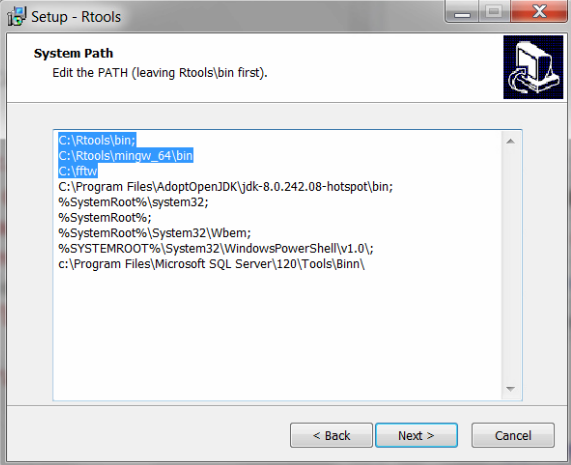 Setup - Rtools
System Path
Edit the PATH (leaving Rtools\bin first).
C:\Rtools\bin;
C:\Rtools\mingw_64\bin
C:\fftw
C:\Program Files\AdoptOpenJDK\jdk-8.0.242.08-hotspot\bin;
%SystemRoot%\system32;
%SystemRoot%;
%SystemRoot%\System32\Wbem;
%SYSTEMROOT%\System32\WindowsPowerShell\v1.0\;
c:\Program Files\Microsoft SQL Server\120\Tools\Binn\
< Back
Next >
Cancel